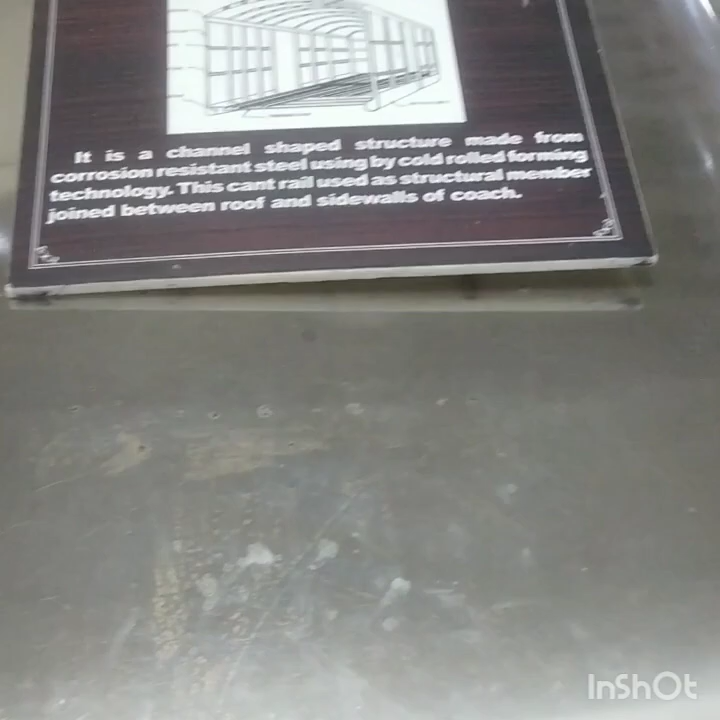 It is a channel shaped structure made from
corrosion resistant steel using by cold rolled forming
technology. This cant rail used as structural member
joined between roof and sidewalls of coach.
InShOt